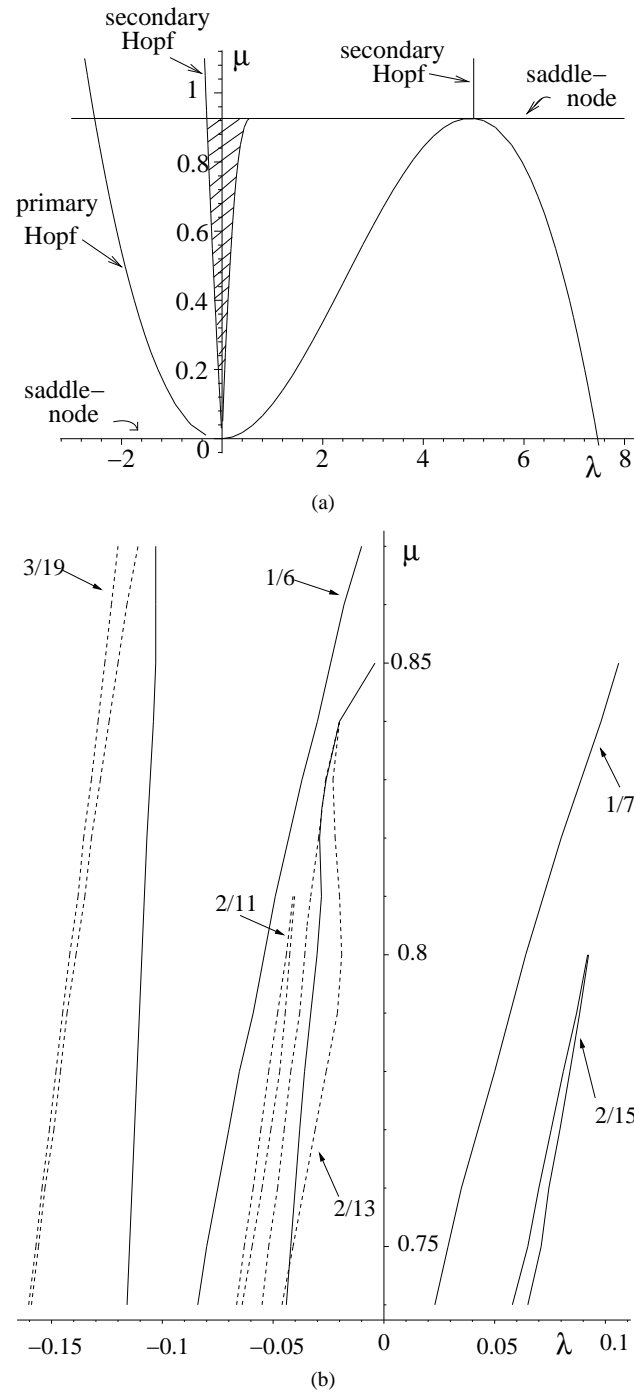 secondary
Hopf
μ
secondary
Hopf
saddle–
node
1
0.8
primary
Hopf
0.6
0.4
0.2
saddle–
node
0
−2
2
4
6
λ
8
(a)
μ
3/19
1/6
0.85
1/7
2/11
0.8
2/15
2/13
0.75
−0.15
−0.1
−0.05
0
0.05
λ
0.1
(b)